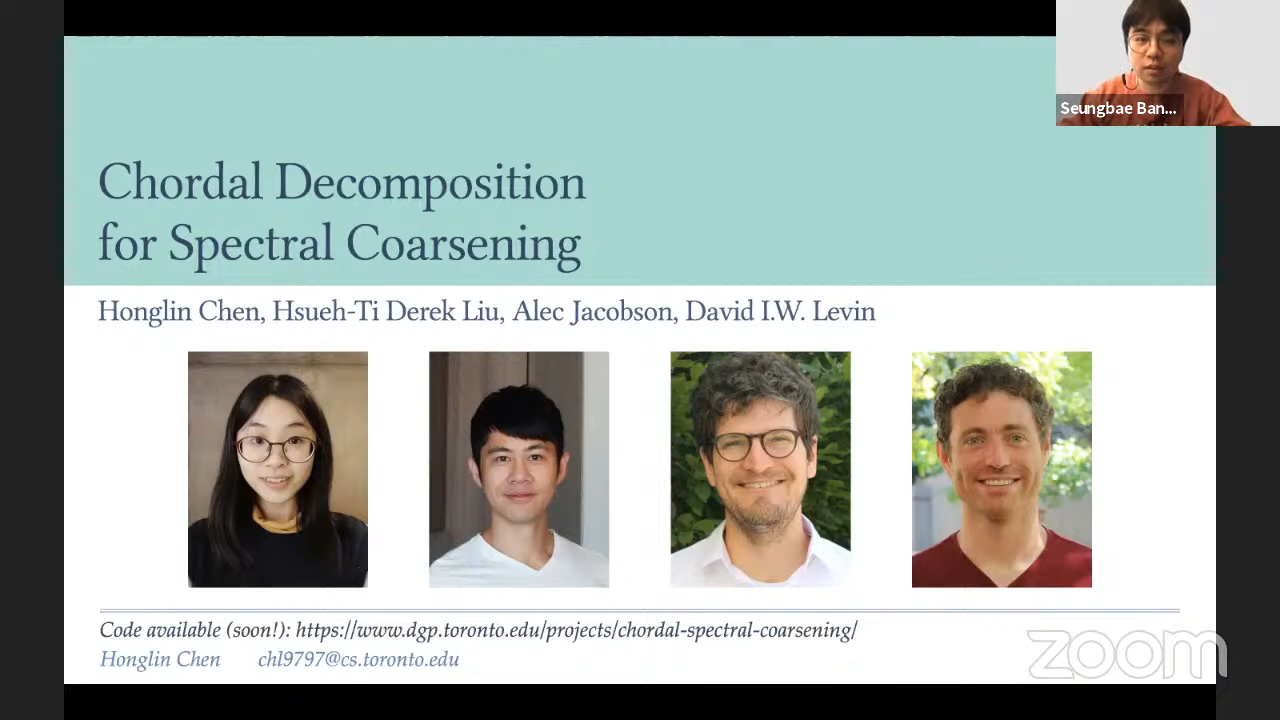 Seungbae Ban...
Chordal Decomposition
for Spectral Coarsening
Honglin Chen, Hsueh-Ti Derek Liu, Alec Jacobson, David I.W. Levin
Code available (soon!): https://www.dgp.toronto.edu/projects/chordal-spectral-coarsening/
Honglin Chen chl9797@cs.toronto.edu
zoom